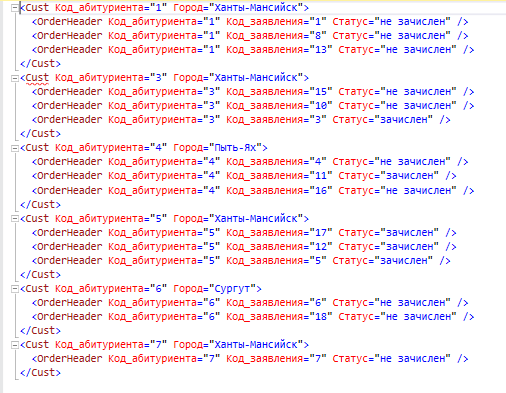 <Cust Код_абитуриента="1" Город="Ханты-Мансийск">
<OrderHeader Код_абитуриента="1" Код_заявления="1" Статус="не зачислен" />
<OrderHeader Код_абитуриента="1" Код_заявления="8" Статус="не зачислен" />
<OrderHeader Код_абитуриента="1" Код_заявления="13" Статус="не зачислен" />
</Cust>
<Cust Код_абитуриента="3" Город="Ханты-Мансийск">
<OrderHeader Код_абитуриента="3" Код_заявления="15" Статус="не зачислен" />
<OrderHeader Код_абитуриента="3" Код_заявления="10" Статус="не зачислен" />
<OrderHeader Код_абитуриента="3" Код_заявления="3" Статус="зачислен" />
</Cust>
<Cust Код_абитуриента="4" Город="Пыть-Ях">
<OrderHeader Код_абитуриента="4" Код_заявления="4" Статус="не зачислен" />
<OrderHeader Код_абитуриента="4" Код_заявления="11" Статус="зачислен" />
<OrderHeader Код_абитуриента="4" Код_заявления="16" Статус="не зачислен" />
</Cust>
<Cust Код_абитуриента="5" Город="Ханты-Мансийск">
<OrderHeader Код_абитуриента="5" Код_заявления="17" Статус="зачислен" />
<OrderHeader Код_абитуриента="5" Код_заявления="12" Статус="зачислен" />
<OrderHeader Код_абитуриента="5" Код_заявления="5" Статус="зачислен" />
</Cust>
<Cust Код_абитуриента="6" Город="Сургут">
<OrderHeader Код_абитуриента="6" Код_заявления="6" Статус="не зачислен" />
<OrderHeader Код_абитуриента="6" Код_заявления="18" Статус="не зачислен" />
</Cust>
<Cust Код_абитуриента="7" Город="Ханты-Мансийск">
<OrderHeader Код_абитуриента="7" Код_заявления="7" Статус="не зачислен" />
</Cust>